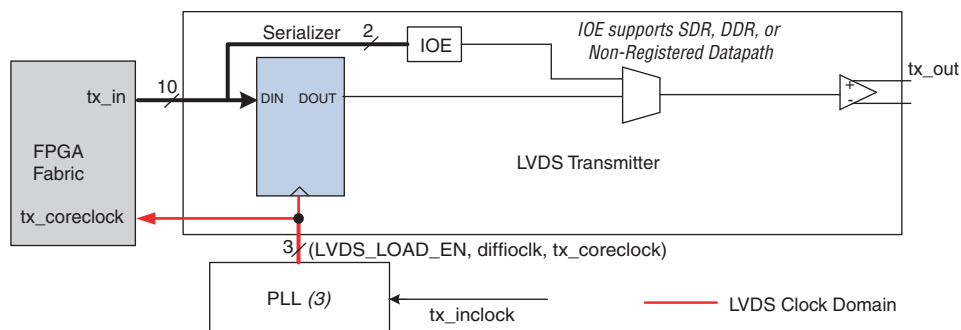 Serializer
2
IOE
IOE supports SDR, DDR, or
Non-Registered Datapath
tx_out
10
tx_in
DIN
DOUT
+
-
FPGA
Fabric
LVDS Transmitter
tx_coreclock
3
(LVDS_LOAD_EN, diffioclk, tx_coreclock)
PLL (3)
tx_inclock
LVDS Clock Domain